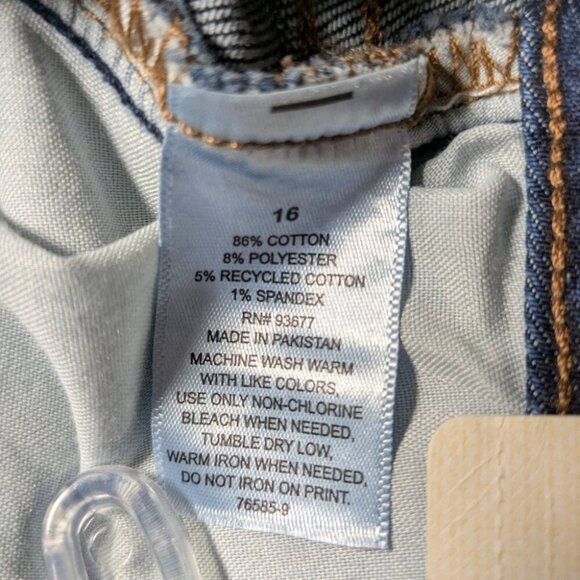 16
86% COTTON
8% POLYESTER
5% RECYCLED COTTON
1% SPANDEX
RN# 93677
MADE IN PAKISTAN
MACHINE WASH WARM
WITH LIKE COLORS,
USE ONLY NON-CHLORINE
BLEACH WHEN NEEDED,
TUMBLE DRY LOW,
WARM IRON WHEN NEEDED,
DO NOT IRON ON PRINT.
76585-9